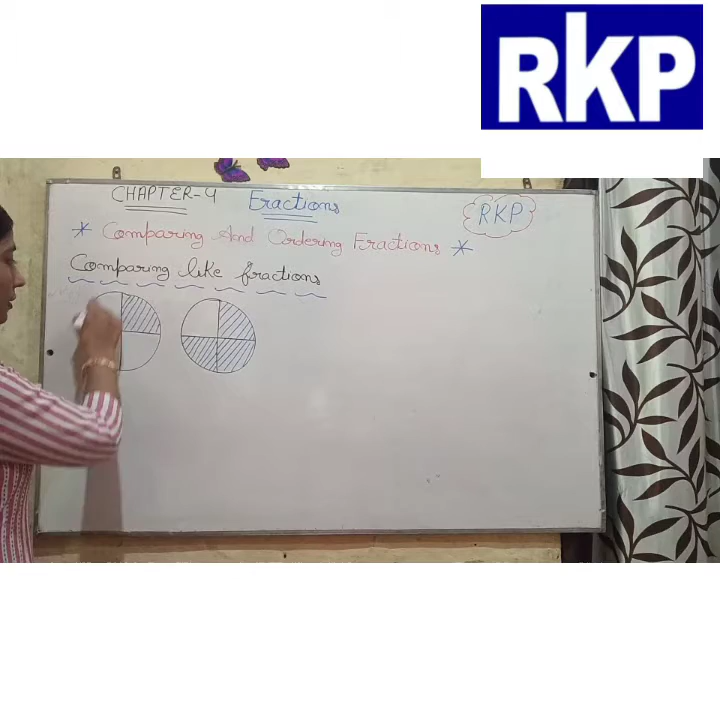 RKP
CHAPTER-4 Fractions
RKP
* Comparing And Ordering Fractions *
Comparing like fractions